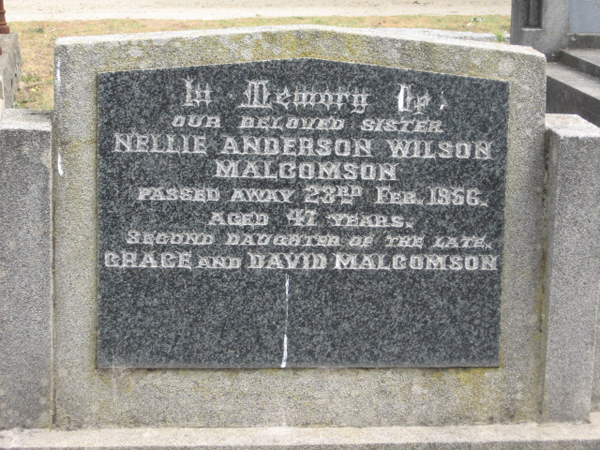 In Memory Of
OUR BELOVED SISTER
NELLIE ANDERSON WILSON
MALCOMSON
PASSED AWAY 23RD FEB. 1956.
AGED 47 YEARS.
SECOND DAUGHTER OF THE LATE.
GRACE AND DAVID MALCOMSON